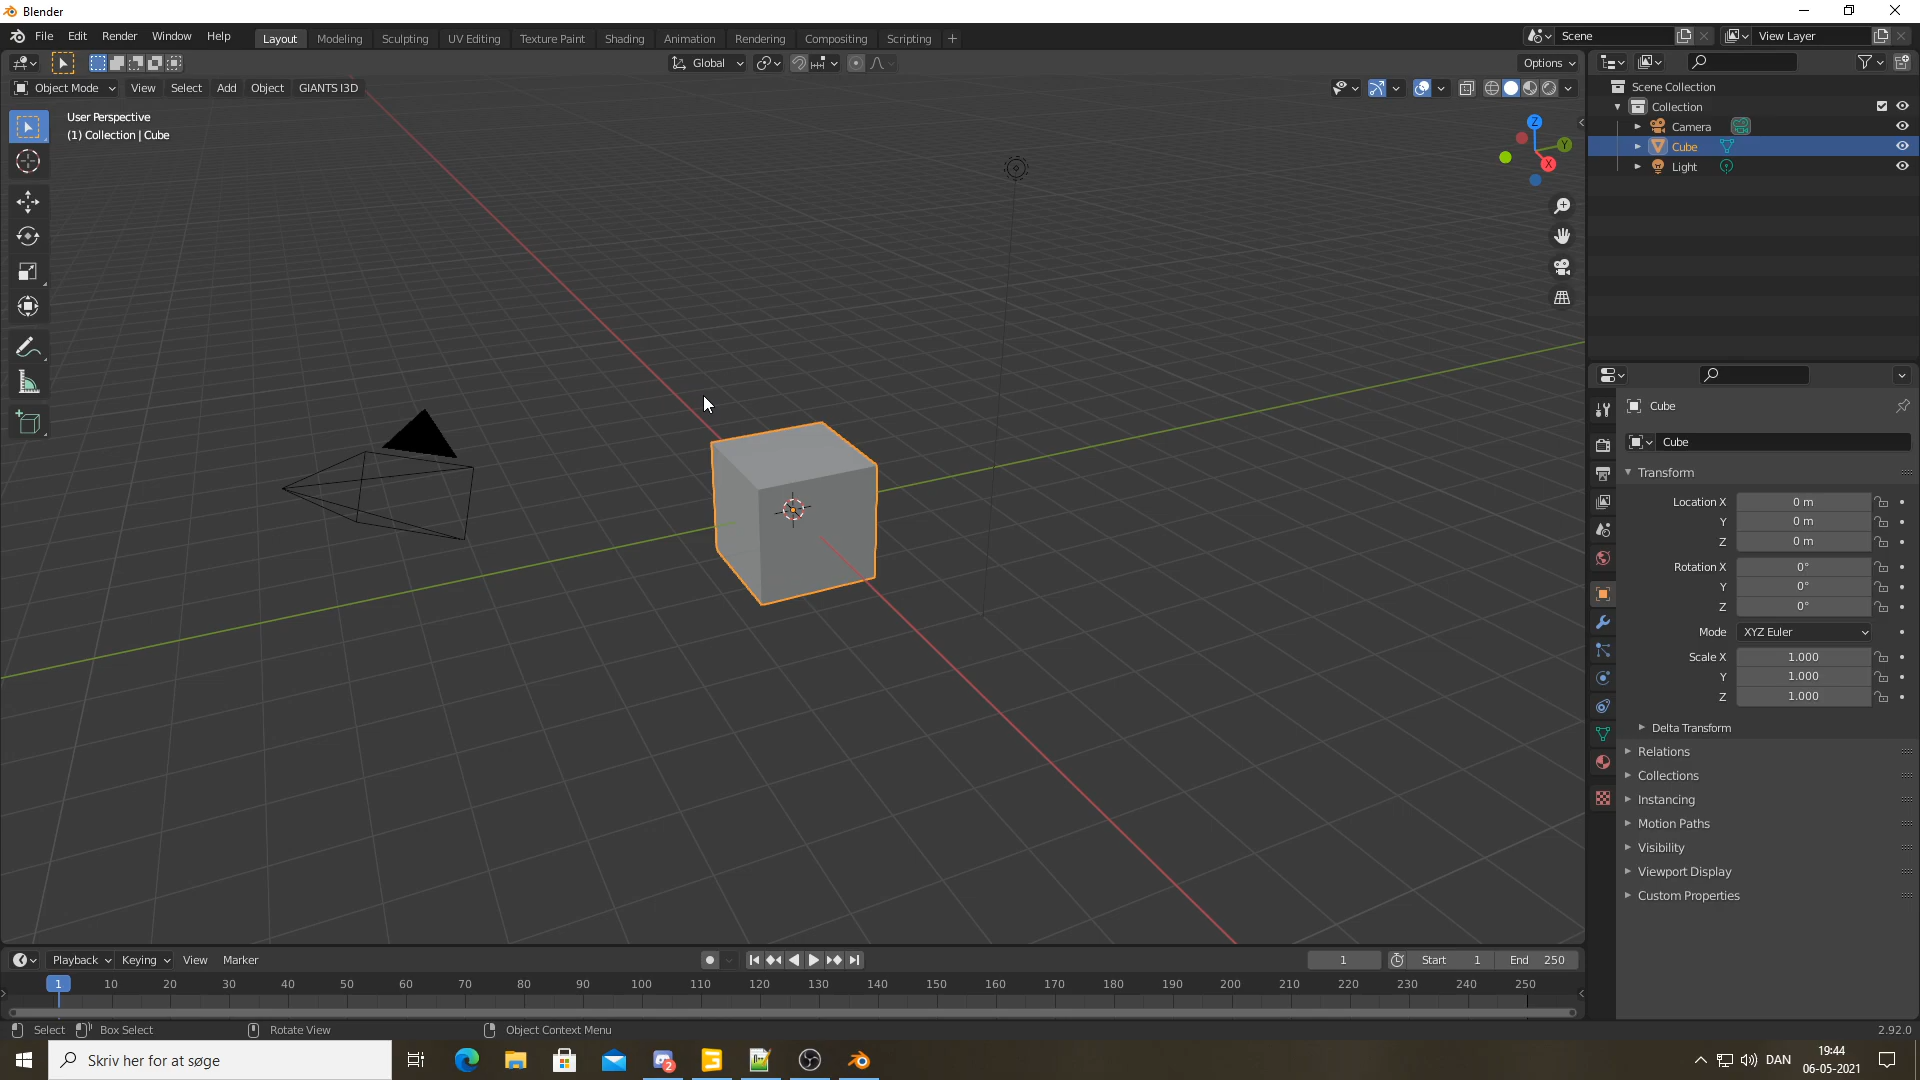 Blender
File Edit Render Window Help Layout Modeling Sculpting UV Editing Texture Paint Shading Animation Rendering Compositing Scripting + Scene View Layer
Global Options
Object Mode View Select Add Object GIANTS I3D
User Perspective
(1) Collection | Cube
Z
Y
X
Scene Collection
Collection
Camera
Cube
Light
Cube
Cube
Transform
Location X 0 m
Y 0 m
Z 0 m
Rotation X 0°
Y 0°
Z 0°
Mode XYZ Euler
Scale X 1.000
Y 1.000
Z 1.000
Delta Transform
Relations
Collections
Instancing
Motion Paths
Visibility
Viewport Display
Custom Properties
Playback Keying View Marker 1 Start 1 End 250
1 10 20 30 40 50 60 70 80 90 100 110 120 130 140 150 160 170 180 190 200 210 220 230 240 250
Select Box Select Rotate View Object Context Menu 2.92.0
Skriv her for at søge 2 DAN 19:44
06-05-2021